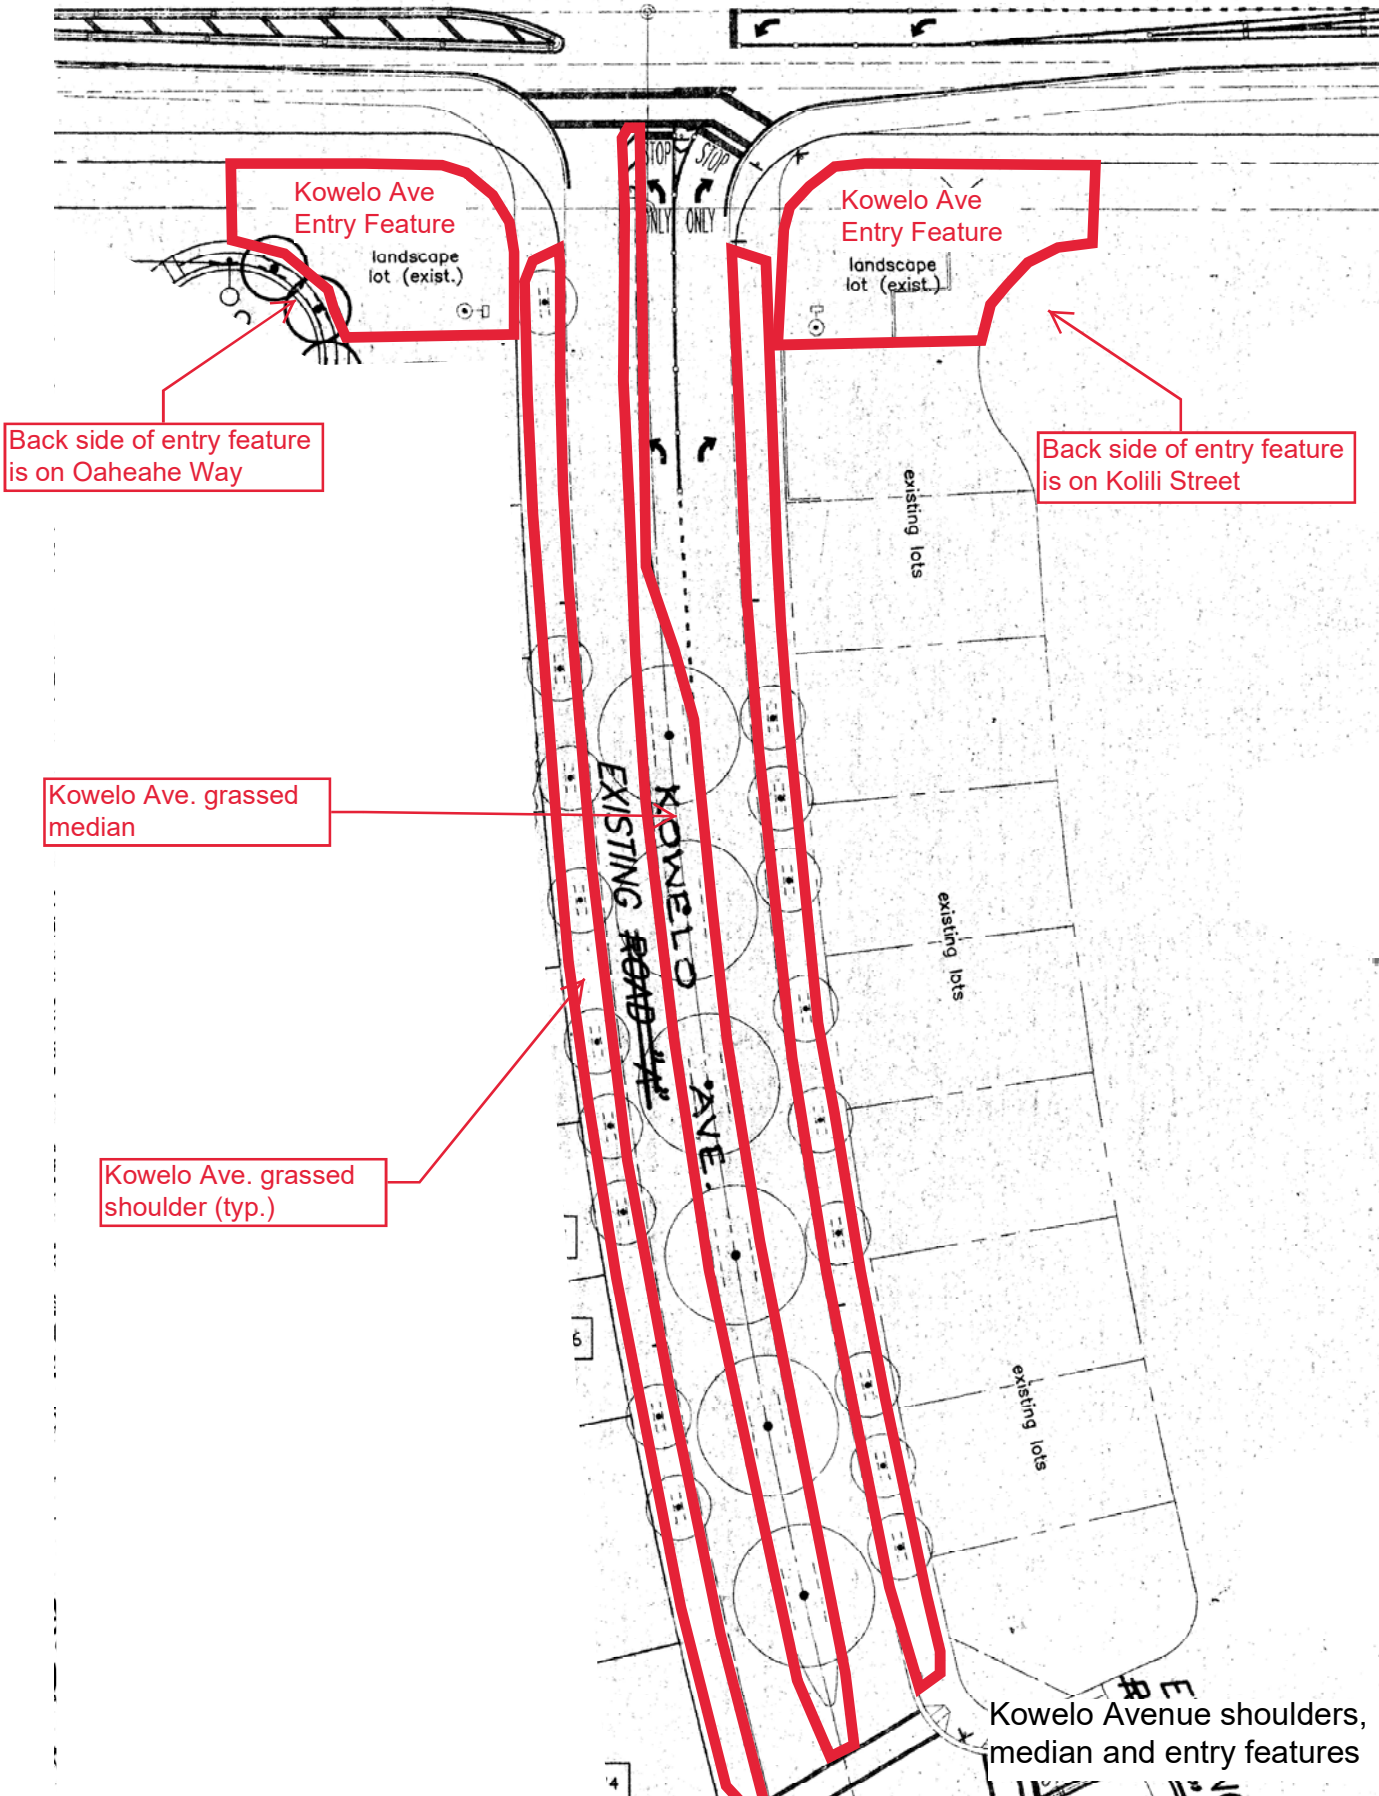 STOP
STOP
ONLY
ONLY
Kowelo Ave
Entry Feature
landscape
lot (exist.)
Kowelo Ave
Entry Feature
landscape
lot (exist.)
Back side of entry feature
is on Oaheahe Way
Back side of entry feature
is on Kolili Street
existing lots
Kowelo Ave. grassed
median
EXISTING ROAD "A"
KOWELO AVE.
existing lots
Kowelo Ave. grassed
shoulder (typ.)
existing lots
Kowelo Avenue shoulders,
median and entry features